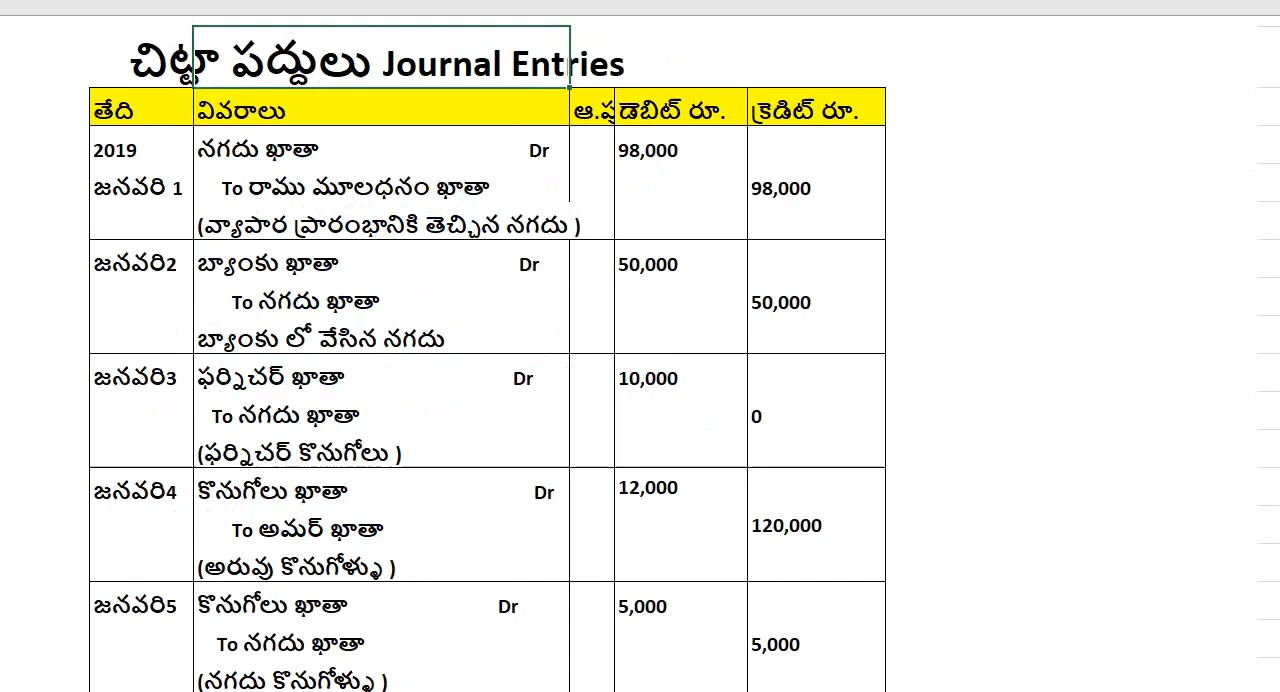 చిట్టా పద్దులు Journal Entries
తేది వివరాలు డెబిట్ రూ. క్రెడిట్ రూ.
2019 నగదు ఖాతా Dr 98,000
జనవరి 1 To రాము మూలధనం ఖాతా 98,000
(వ్యాపార ప్రారంభానికి తెచ్చిన నగదు )
జనవరి2 బ్యాంకు ఖాతా Dr 50,000
To నగదు ఖాతా 50,000
బ్యాంకు లో వేసిన నగదు
జనవరి3 ఫర్నిచర్ ఖాతా Dr 10,000
To నగదు ఖాతా 0
(ఫర్నిచర్ కొనుగోలు )
జనవరి4 కొనుగోలు ఖాతా Dr 12,000
To అమర్ ఖాతా 120,000
(అరువు కొనుగోళ్ళు )
జనవరి5 కొనుగోలు ఖాతా Dr 5,000
To నగదు ఖాతా 5,000
(నగదు కొనుగోళ్ళు )